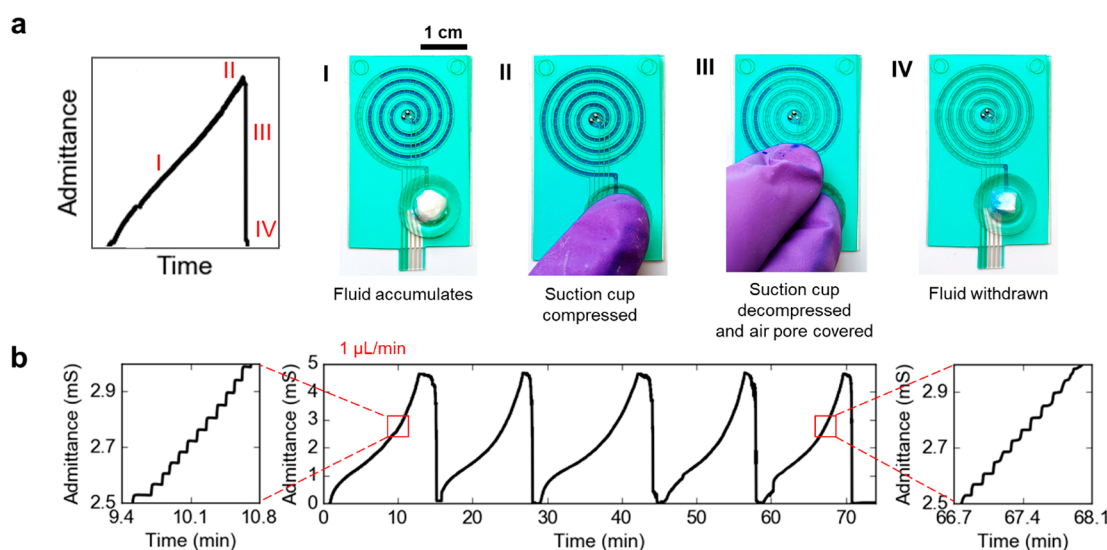 a
1 cm
Admittance
Time
I
II
III
IV
I
II
III
IV
Fluid accumulates
Suction cup
compressed
Suction cup
decompressed
and air pore covered
Fluid withdrawn
b
1 µL/min
Admittance (mS)
2.9
2.7
2.5
9.4
10.1
10.8
Time (min)
Admittance (mS)
5
4
3
2
1
0
0
10
20
30
40
50
60
70
Time (min)
Admittance (mS)
2.9
2.7
2.5
66.7
67.4
68.1
Time (min)